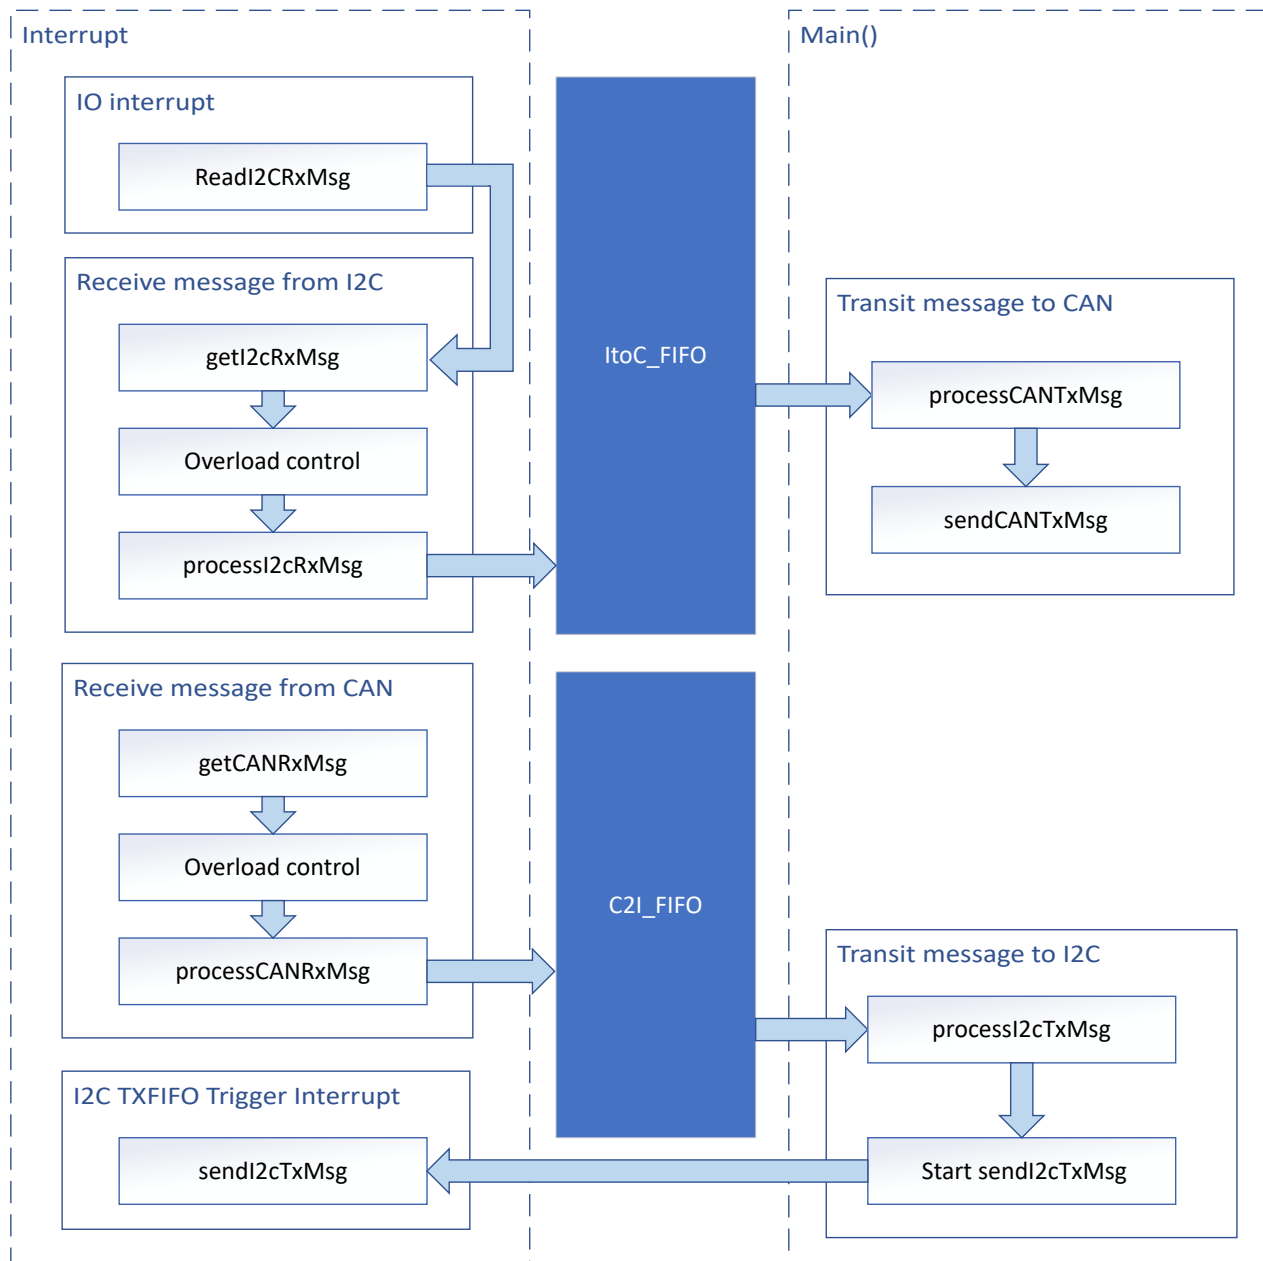 Interrupt
IO interrupt
ReadI2CRxMsg
Receive message from I2C
getI2cRxMsg
Overload control
processI2cRxMsg
Receive message from CAN
getCANRxMsg
Overload control
processCANRxMsg
I2C TXFIFO Trigger Interrupt
sendI2cTxMsg
ItoC_FIFO
C2I_FIFO
Main()
Transit message to CAN
processCANTxMsg
sendCANTxMsg
Transit message to I2C
processI2cTxMsg
Start sendI2cTxMsg